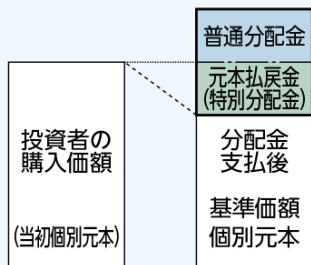 普通分配金
元本払戻金
(特別分配金)
投資者の
購入価額
(当初個別元本)
分配金
支払後
基準価額
個別元本